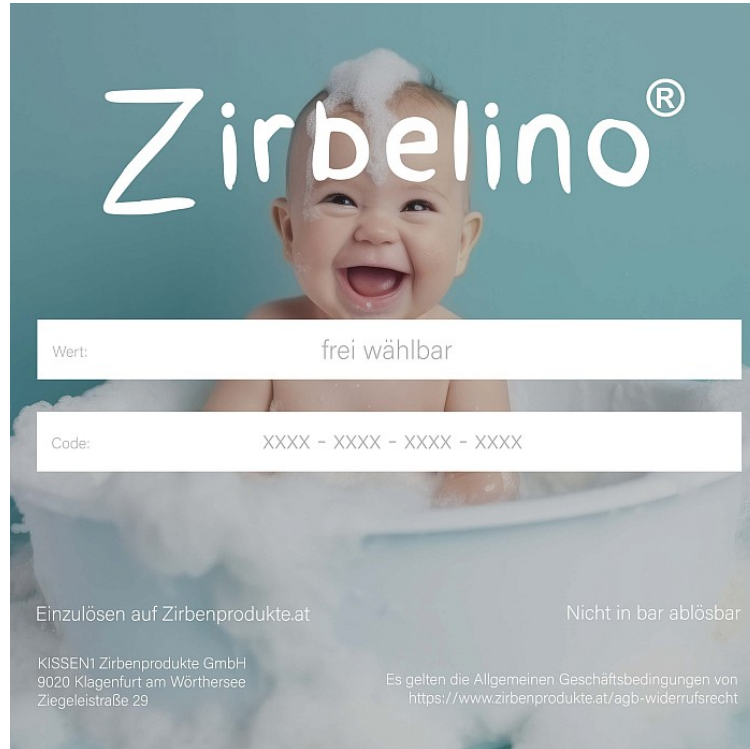 Zirbelino®
Wert: frei wählbar
Code: xxxx - xxxx - xxxx - xxxx
Einzulösen auf Zirbenprodukte.at
Nicht in bar ablösbar
KISSEN1 Zirbenprodukte GmbH
9020 Klagenfurt am Wörthersee
Ziegeleistraße 29
Es gelten die Allgemeinen Geschäftsbedingungen von
https://www.zirbenprodukte.at/agb-widerrufsrecht